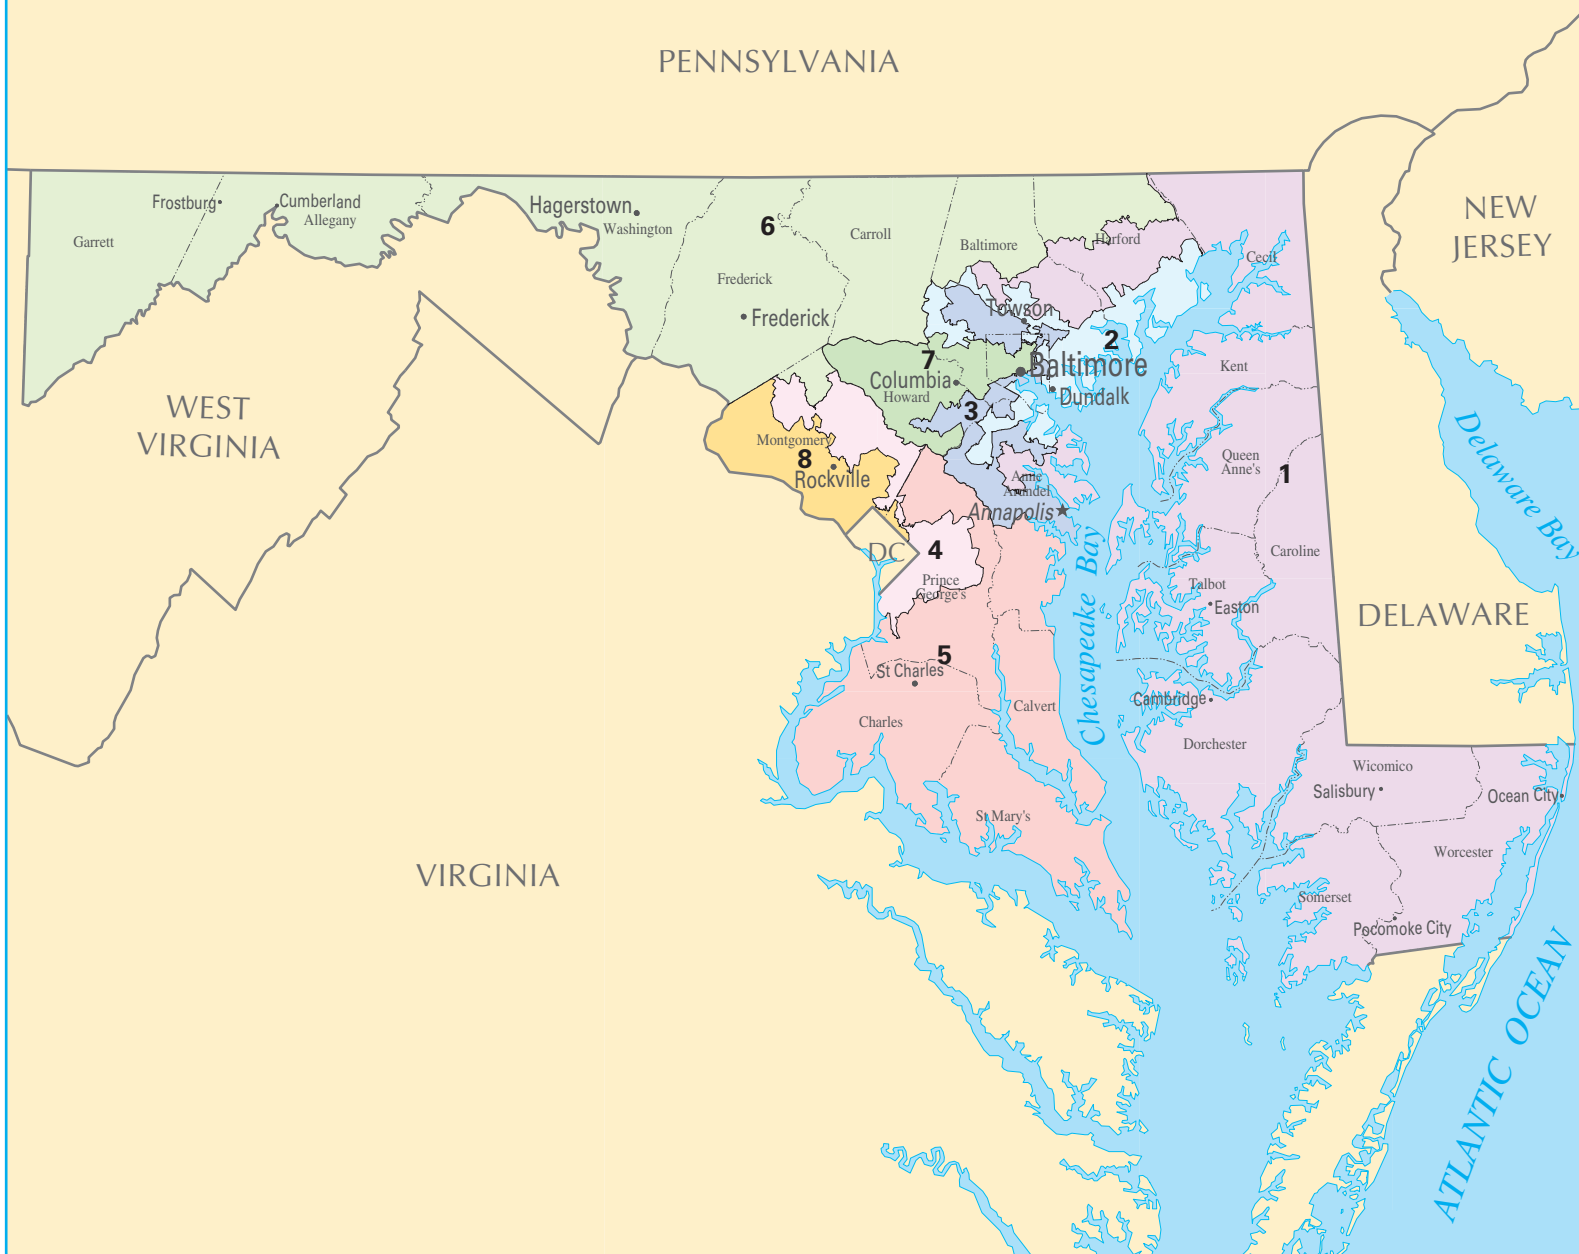 PENNSYLVANIA
NEW
JERSEY
Frostburg
Cumberland
Allegany
Garrett
Hagerstown
Washington
6
Carroll
Baltimore
Harford
Cecil
Frederick
Frederick
Towson
2
7
Baltimore
Kent
Columbia
Howard
Dundalk
3
WEST
VIRGINIA
Montgomery
8
Rockville
Queen
Anne's
1
Anne
Arundel
Annapolis
Delaware Bay
DC
4
Caroline
Prince
George's
Talbot
Easton
DELAWARE
Chesapeake Bay
5
St Charles
Cambridge
Charles
Calvert
Dorchester
Wicomico
Salisbury
Ocean City
St Mary's
Worcester
VIRGINIA
Somerset
Pocomoke City
ATLANTIC OCEAN